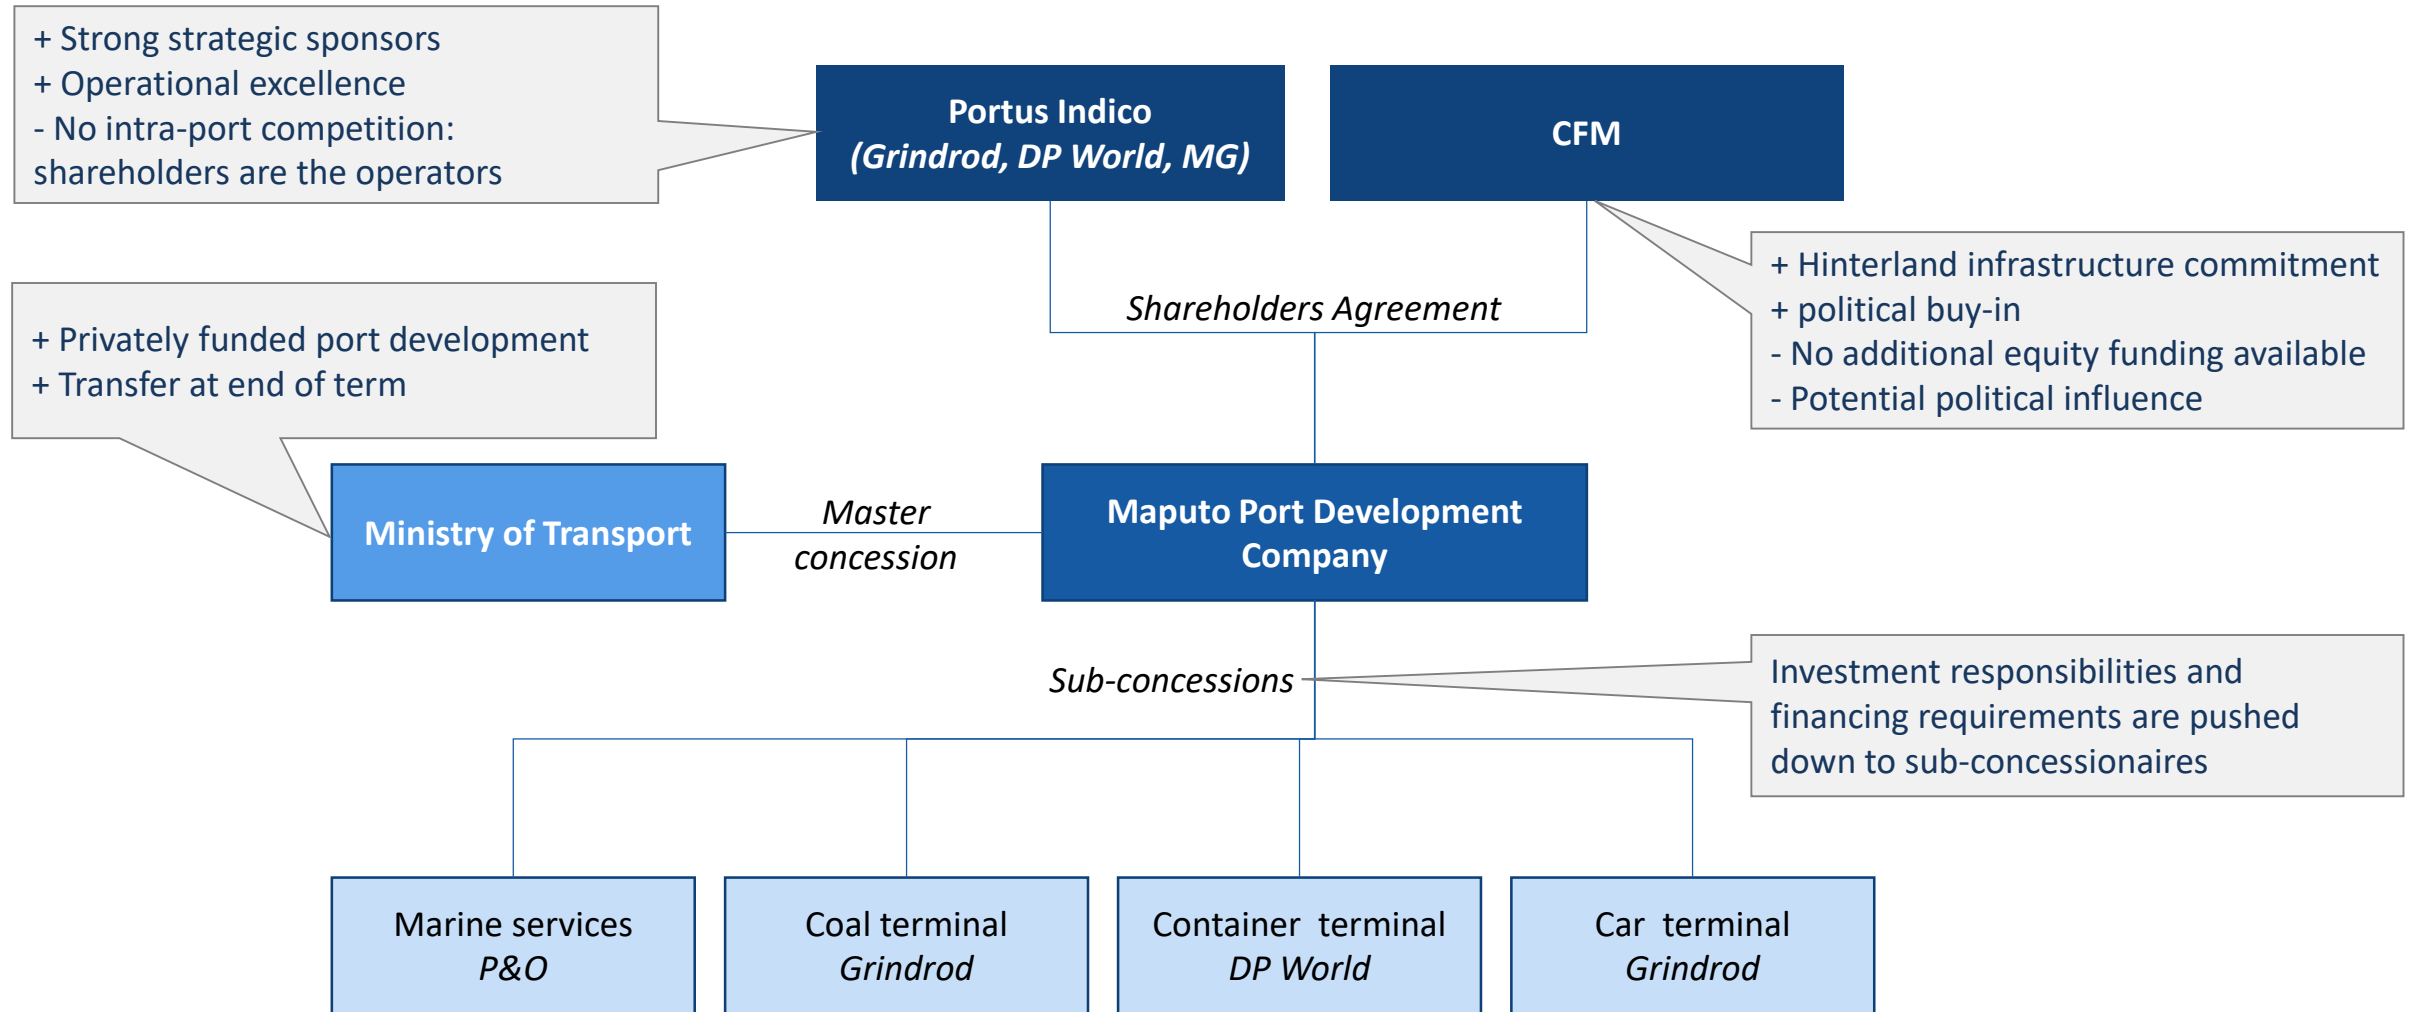 + Strong strategic sponsors
+ Operational excellence
- No intra-port competition:
shareholders are the operators
Portus Indico
(Grindrod, DP World, MG)
CFM
+ Hinterland infrastructure commitment
+ political buy-in
- No additional equity funding available
- Potential political influence
Shareholders Agreement
+ Privately funded port development
+ Transfer at end of term
Ministry of Transport
Master
concession
Maputo Port Development
Company
Sub-concessions
Investment responsibilities and
financing requirements are pushed
down to sub-concessionaires
Marine services
P&O
Coal terminal
Grindrod
Container  terminal
DP World
Car  terminal
Grindrod